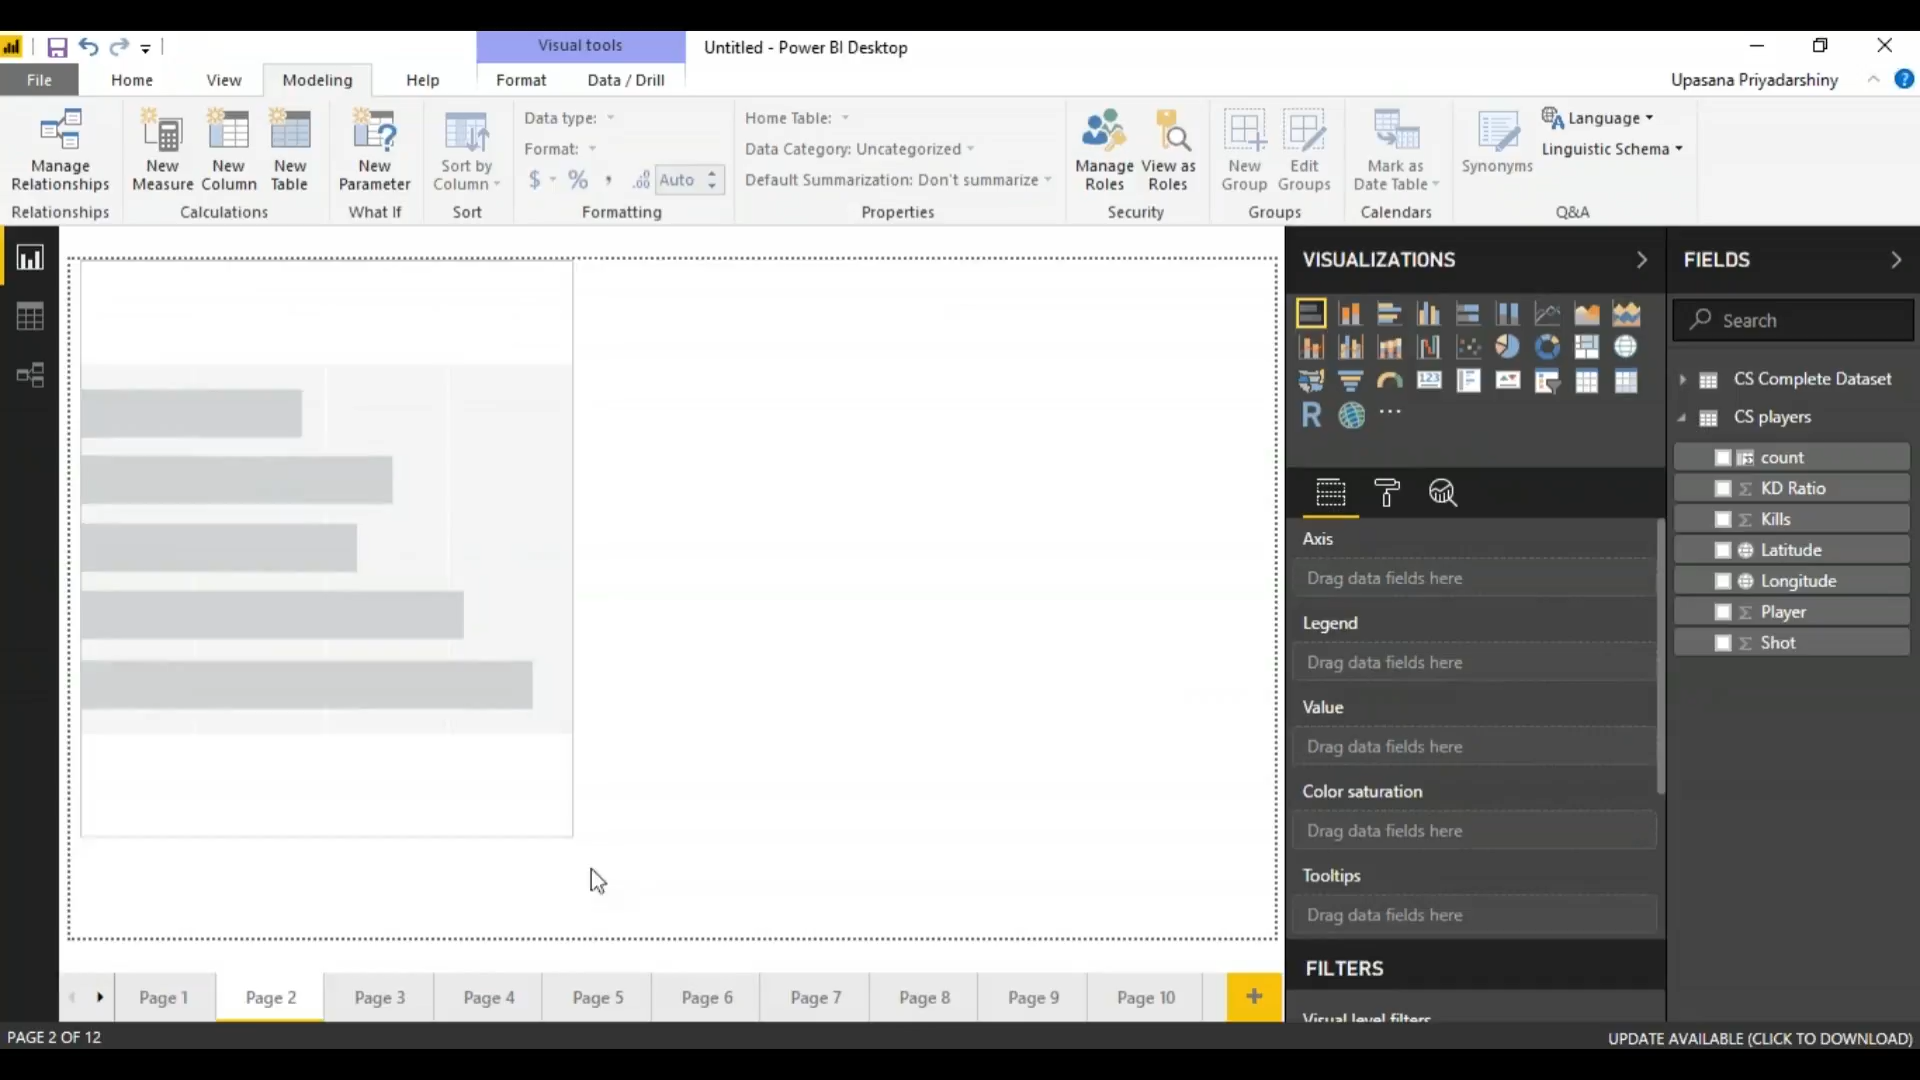 Visual tools
Untitled - Power BI Desktop
File
Home
View
Modeling
Help
Format
Data / Drill
Upasana Priyadarshiny
Manage Relationships
New Measure
New Column
New Table
New Parameter
Sort by Column
Data type:
Format:
$ % , .00 Auto
Home Table:
Data Category: Uncategorized
Default Summarization: Don't summarize
Manage Roles
View as Roles
New Group
Edit Groups
Mark as Date Table
Synonyms
Language
Linguistic Schema
Relationships
Calculations
What If
Sort
Formatting
Properties
Security
Groups
Calendars
Q&A
VISUALIZATIONS
123
R
Axis
Drag data fields here
Legend
Drag data fields here
Value
Drag data fields here
Color saturation
Drag data fields here
Tooltips
Drag data fields here
FILTERS
Visual level filters
FIELDS
Search
CS Complete Dataset
CS players
count
KD Ratio
Kills
Latitude
Longitude
Player
Shot
Page 1
Page 2
Page 3
Page 4
Page 5
Page 6
Page 7
Page 8
Page 9
Page 10
PAGE 2 OF 12
UPDATE AVAILABLE (CLICK TO DOWNLOAD)